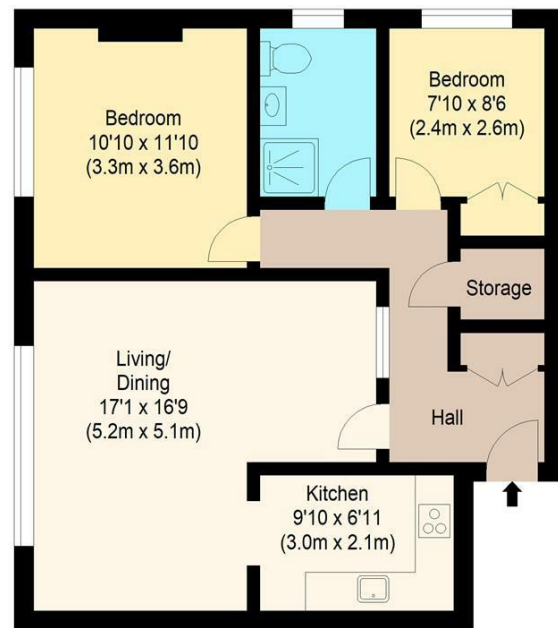 Bedroom
10'10 x 11'10
(3.3m x 3.6m)
Bedroom
7'10 x 8'6
(2.4m x 2.6m)
Storage
Living/
Dining
17'1 x 16'9
(5.2m x 5.1m)
Hall
Kitchen
9'10 x 6'11
(3.0m x 2.1m)